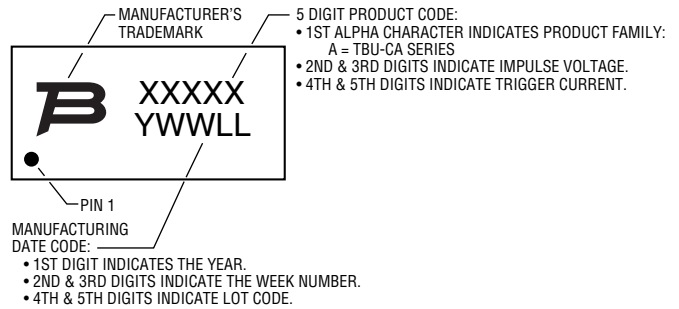 MANUFACTURER'S
TRADEMARK
5 DIGIT PRODUCT CODE:
• 1ST ALPHA CHARACTER INDICATES PRODUCT FAMILY:
A = TBU-CA SERIES
• 2ND & 3RD DIGITS INDICATE IMPULSE VOLTAGE.
• 4TH & 5TH DIGITS INDICATE TRIGGER CURRENT.
B
XXXXX
YWWLL
PIN 1
MANUFACTURING
DATE CODE:
• 1ST DIGIT INDICATES THE YEAR.
• 2ND & 3RD DIGITS INDICATE THE WEEK NUMBER.
• 4TH & 5TH DIGITS INDICATE LOT CODE.